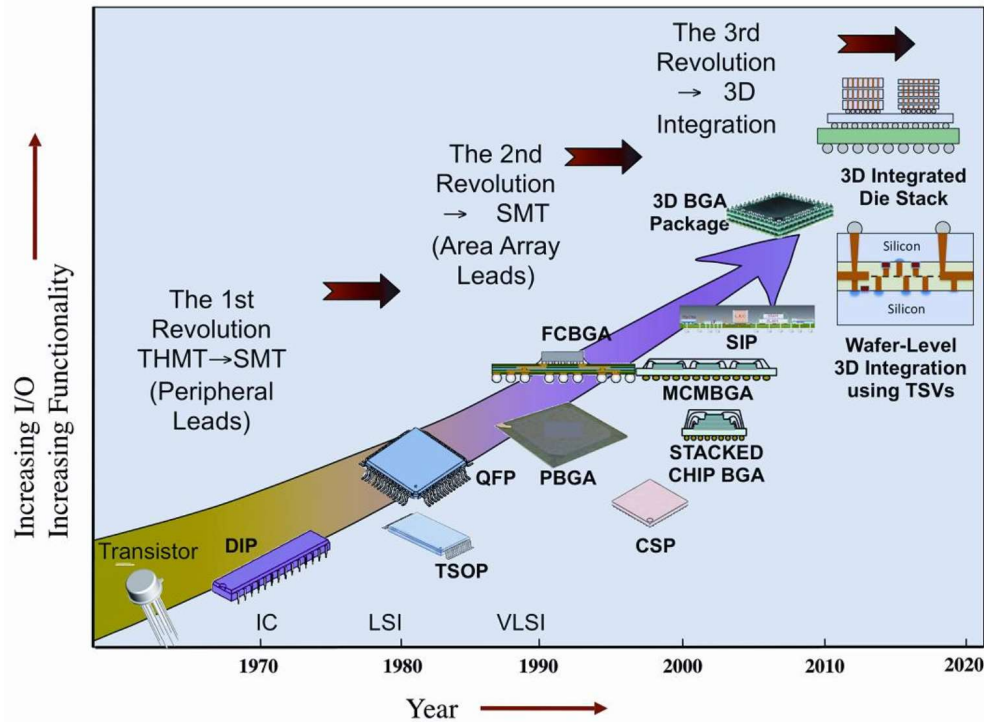 The 3rd
Revolution
→ 3D
Integration
3D Integrated
Die Stack
The 2nd
Revolution
→ SMT
(Area Array
Leads)
3D BGA
Package
Silicon
Silicon
Wafer-Level
3D Integration
using TSVs
The 1st
Revolution
THMT→SMT
(Peripheral
Leads)
FCBGA
SIP
MCMBGA
QFP
PBGA
STACKED
CHIP BGA
CSP
TSOP
Transistor
DIP
IC
LSI
VLSI
1970
1980
1990
2000
2010
2020
Year
Increasing I/O
Increasing Functionality